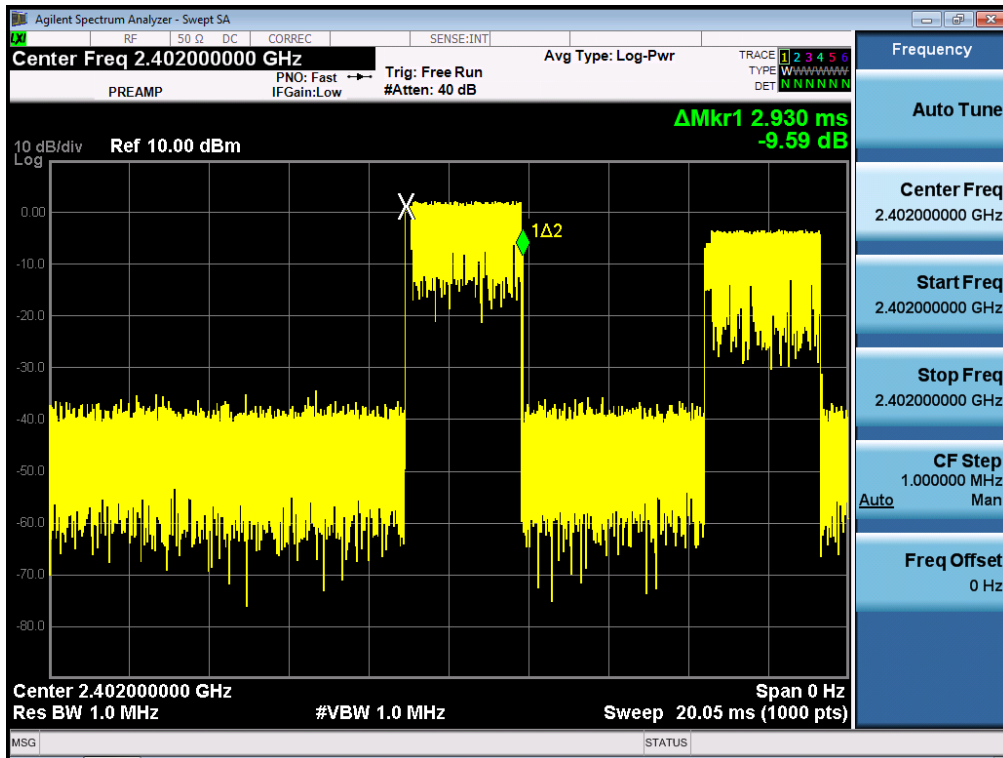 Agilent Spectrum Analyzer - Swept SA
LXI RF 50 Ω DC CORREC SENSE:INT
Center Freq 2.402000000 GHz
PREAMP
PNO: Fast
IFGain:Low
Trig: Free Run
#Atten: 40 dB
Avg Type: Log-Pwr
TRACE 1 2 3 4 5 6
TYPE WWWWWW
DET N N N N N N
ΔMkr1 2.930 ms
-9.59 dB
10 dB/div Ref 10.00 dBm
Log
0.00
-10.0
-20.0
-30.0
-40.0
-50.0
-60.0
-70.0
-80.0
X
1Δ2
Center 2.402000000 GHz Span 0 Hz
Res BW 1.0 MHz #VBW 1.0 MHz Sweep 20.05 ms (1000 pts)
MSG STATUS
Frequency
Auto Tune
Center Freq
2.402000000 GHz
Start Freq
2.402000000 GHz
Stop Freq
2.402000000 GHz
CF Step
1.000000 MHz
Auto Man
Freq Offset
0 Hz